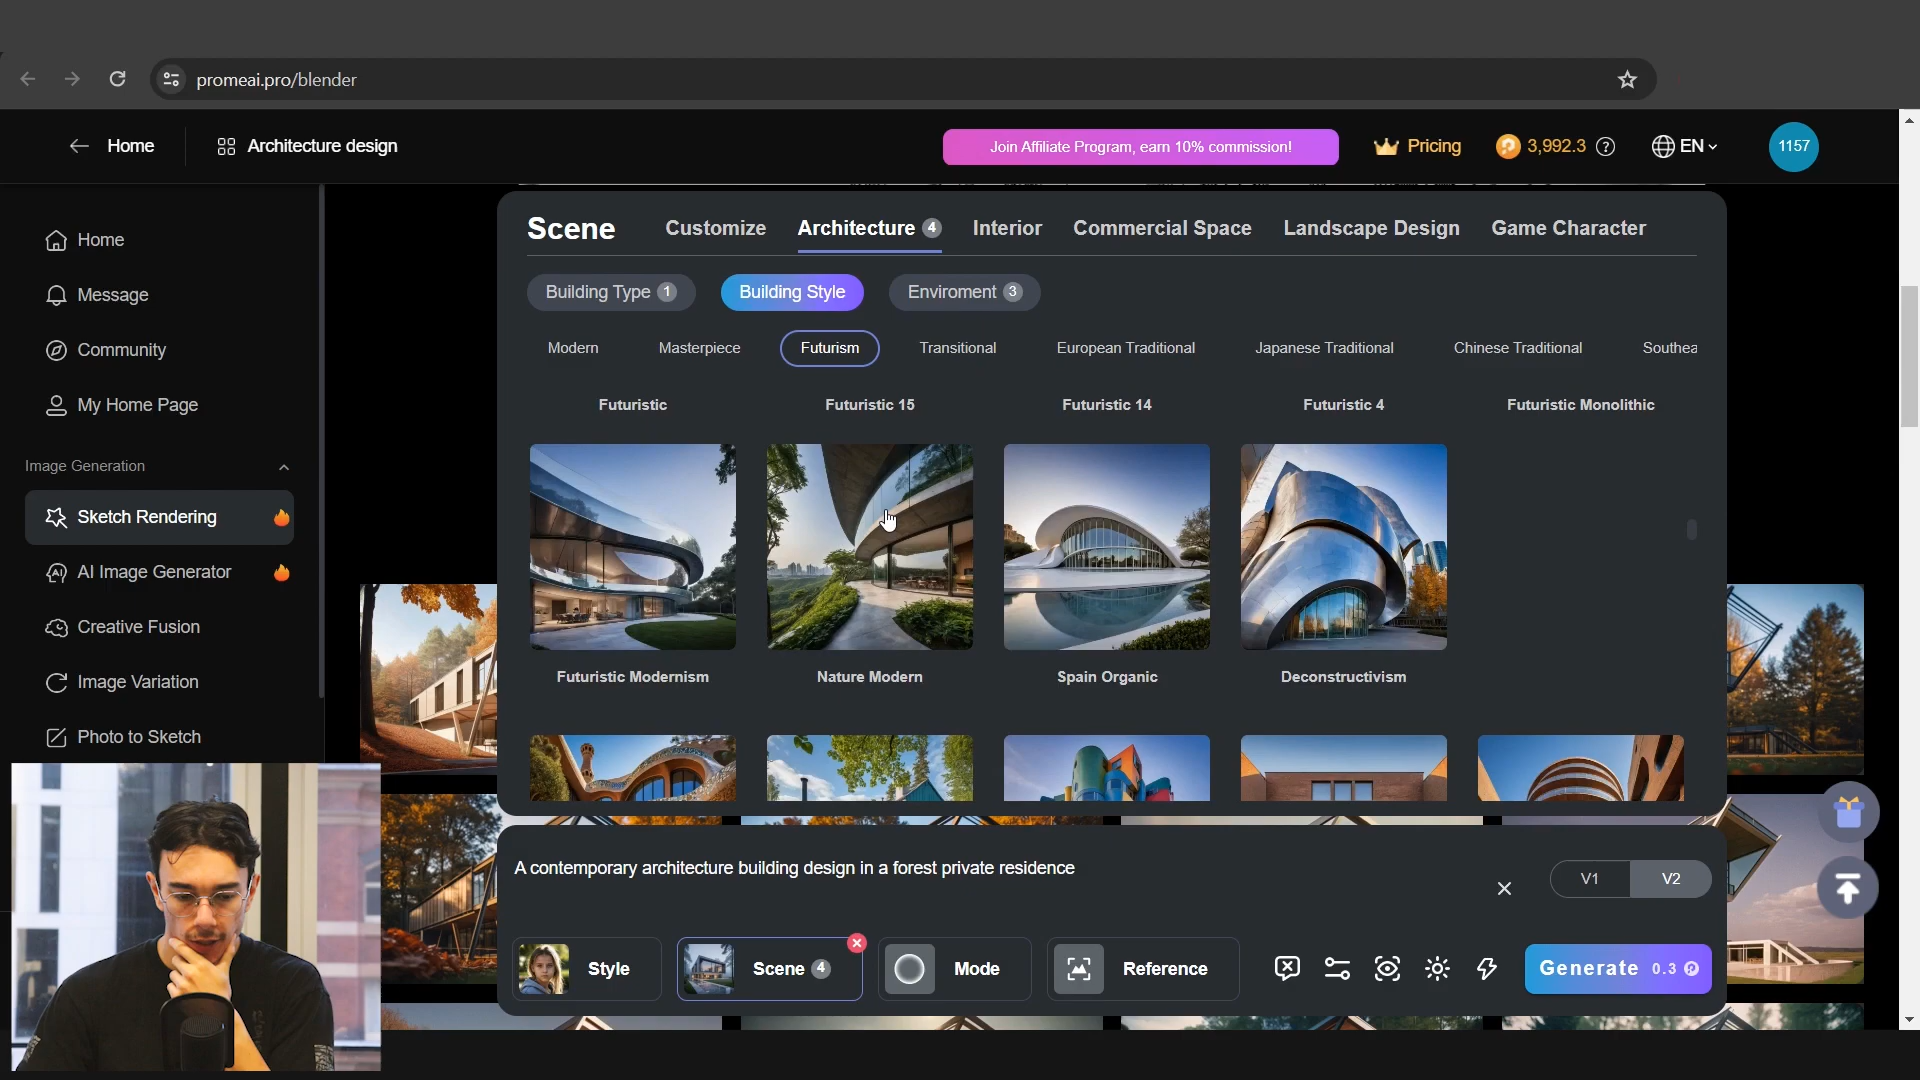 promeai.pro/blender
Home
Architecture design
Join Affiliate Program, earn 10% commission!
Pricing
3,992.3
EN
1157
Home
Message
Community
My Home Page
Image Generation
Sketch Rendering
AI Image Generator
Creative Fusion
Image Variation
Photo to Sketch
Scene
Customize
Architecture 4
Interior
Commercial Space
Landscape Design
Game Character
Building Type 1
Building Style
Enviroment 3
Modern
Masterpiece
Futurism
Transitional
European Traditional
Japanese Traditional
Chinese Traditional
Southea
Futuristic
Futuristic 15
Futuristic 14
Futuristic 4
Futuristic Monolithic
Futuristic Modernism
Nature Modern
Spain Organic
Deconstructivism
A contemporary architecture building design in a forest private residence
V1
V2
Style
Scene 4
Mode
Reference
Generate 0.3